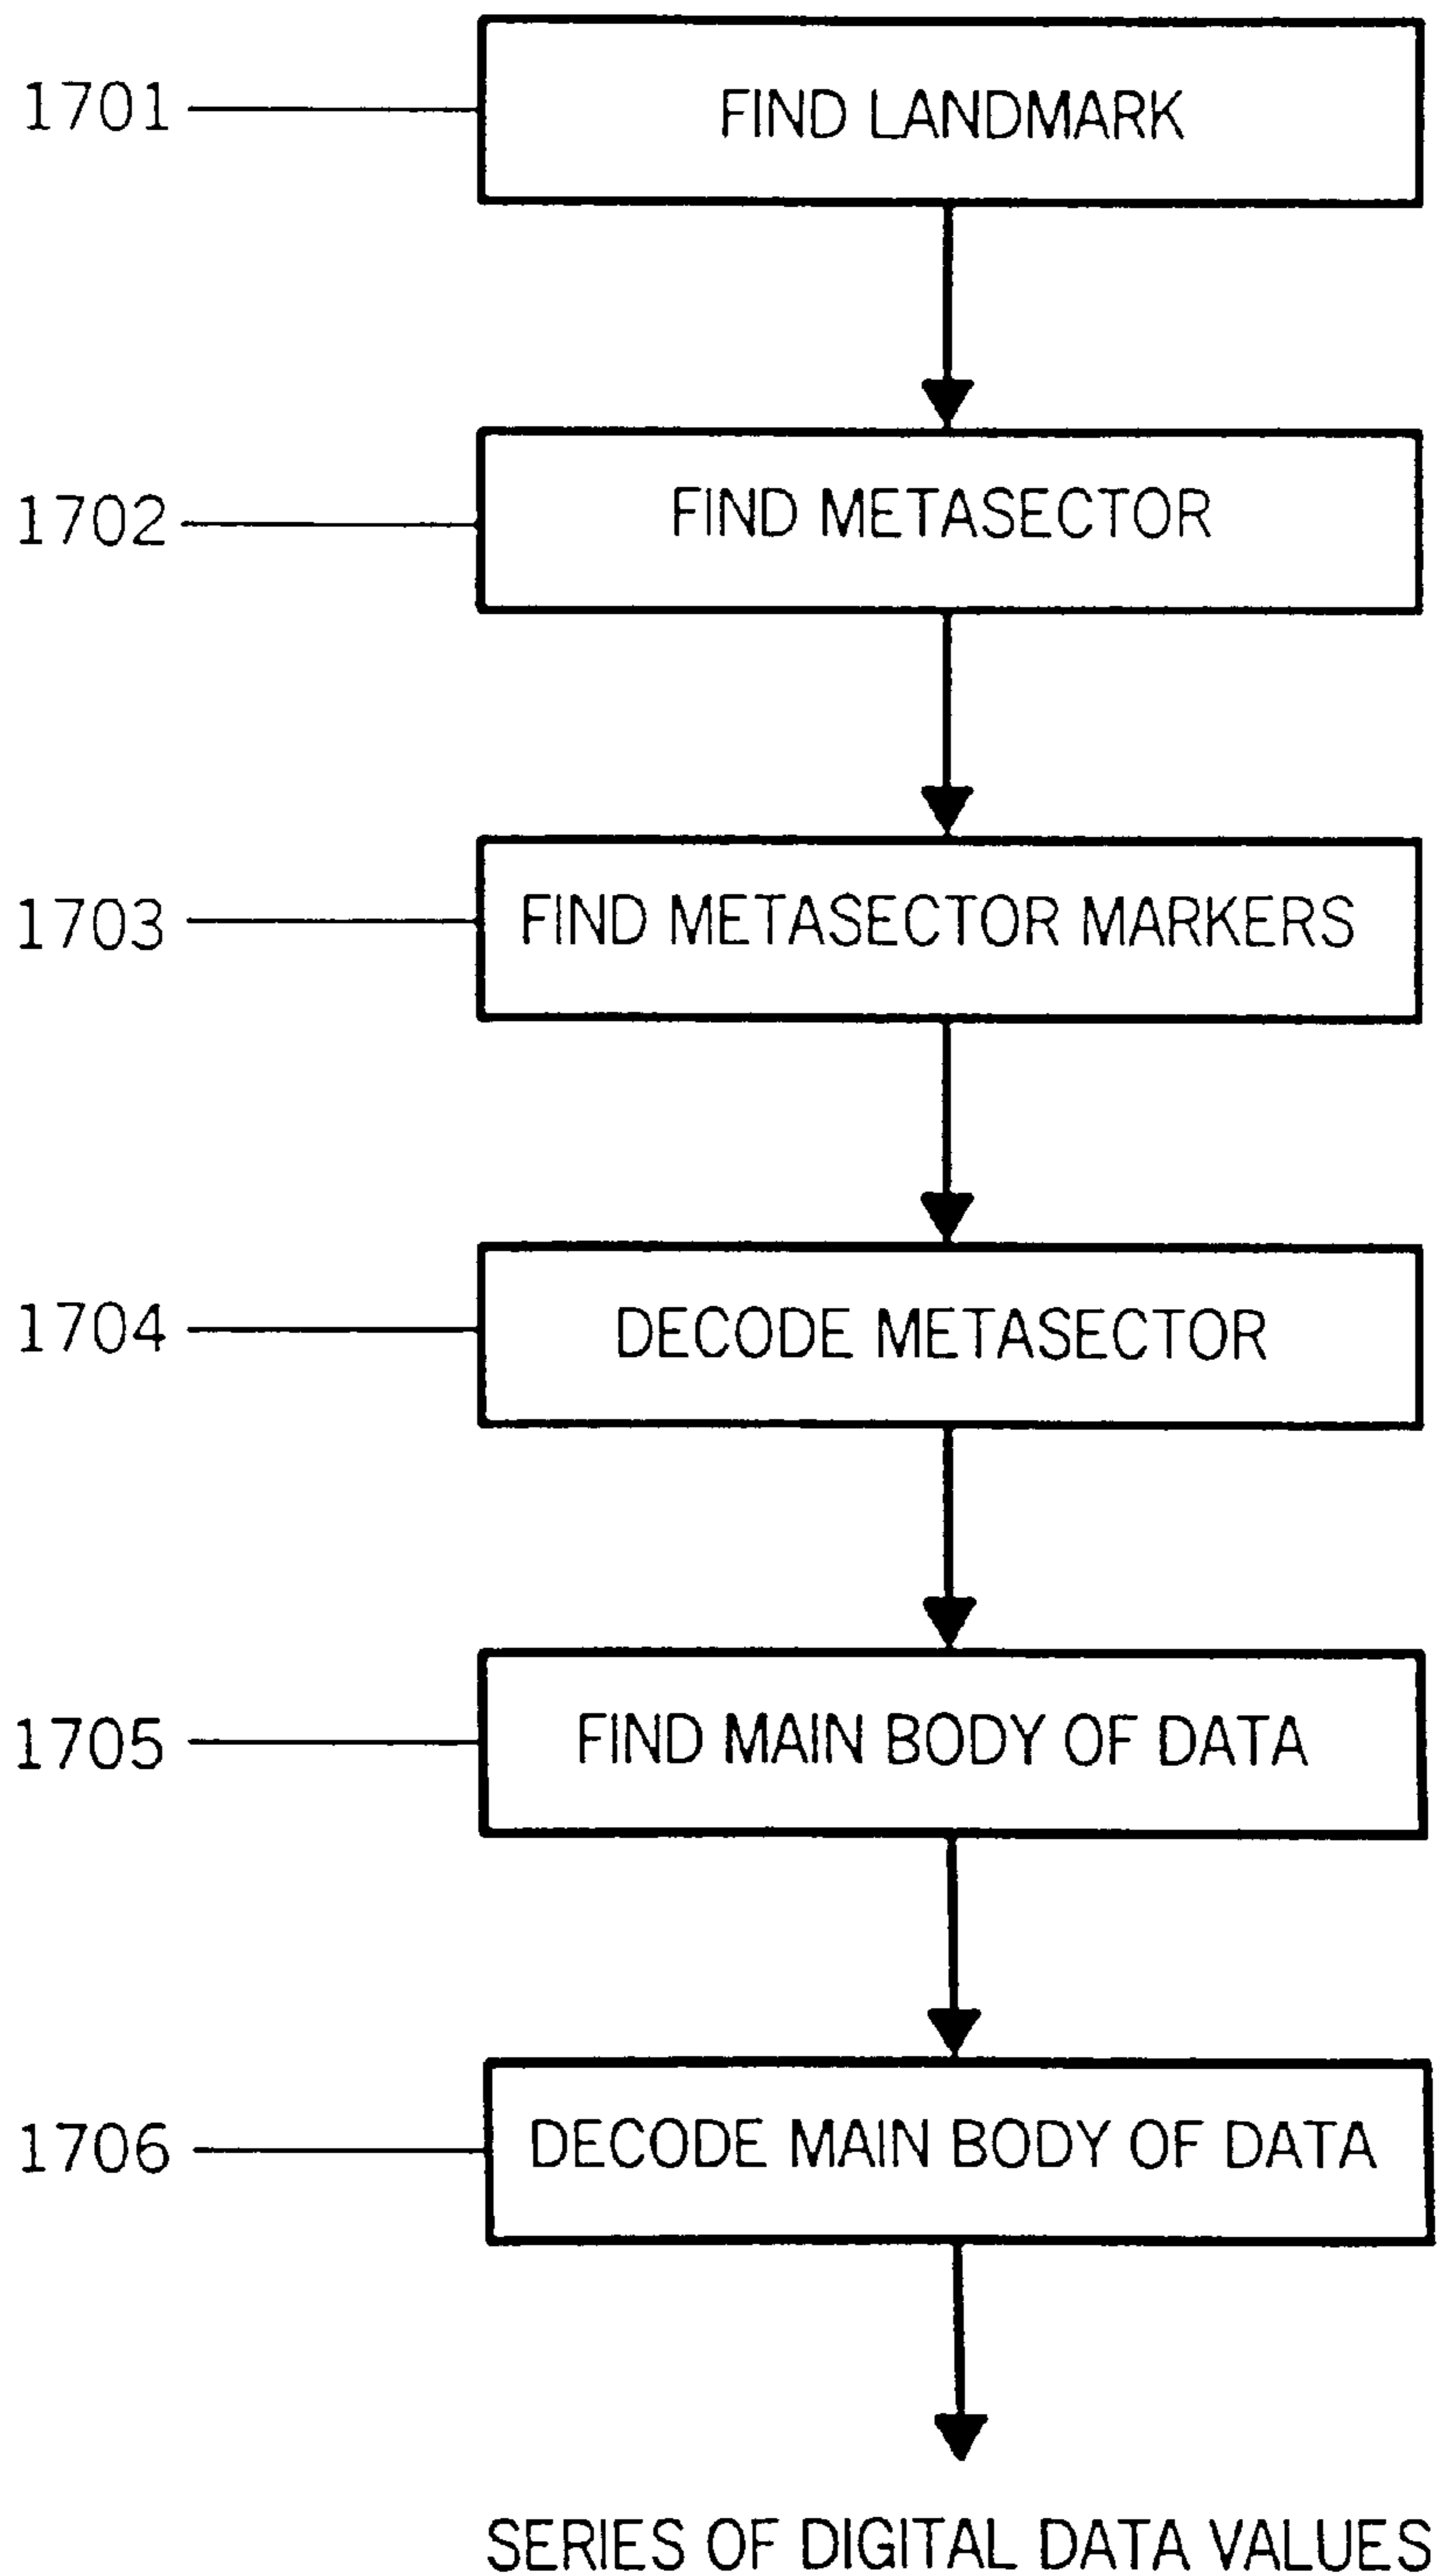 1701 FIND LANDMARK
1702 FIND METASECTOR
1703 FIND METASECTOR MARKERS
1704 DECODE METASECTOR
1705 FIND MAIN BODY OF DATA
1706 DECODE MAIN BODY OF DATA
SERIES OF DIGITAL DATA VALUES